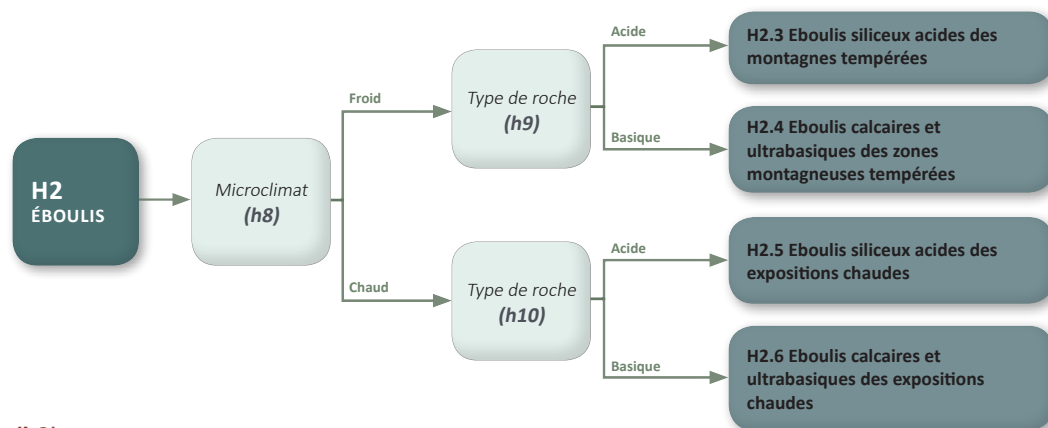 H2
ÉBOULIS
Microclimat
(h8)
Froid
Type de roche
(h9)
Acide
H2.3 Eboulis siliceux acides des
montagnes tempérées
Basique
H2.4 Eboulis calcaires et
ultrabasiques des zones
montagneuses tempérées
Chaud
Type de roche
(h10)
Acide
H2.5 Eboulis siliceux acides des
expositions chaudes
Basique
H2.6 Eboulis calcaires et
ultrabasiques des expositions
chaudes